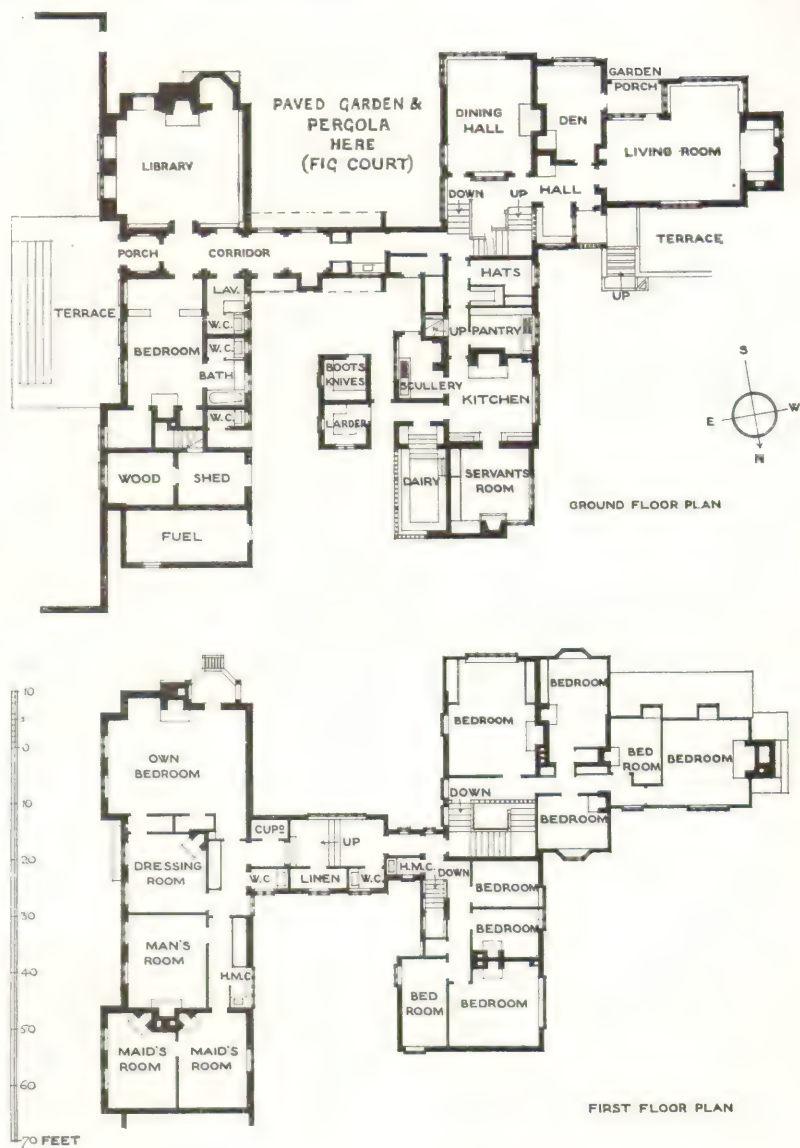 PAVED GARDEN &
PERGOLA
HERE
(FIG COURT)
GARDEN
PORCH
DINING
HALL
DEN
LIBRARY
LIVING ROOM
DOWN
UP
HALL
PORCH
CORRIDOR
TERRACE
HATS
UP
LAV.
TERRACE
W.C.
UP
PANTRY
BEDROOM
W.C.
BATH
BOOTS
KNIVES
SCULLERY
KITCHEN
W.C.
LARDER
S
E
W
N
WOOD
SHED
DAIRY
SERVANTS
ROOM
GROUND FLOOR PLAN
FUEL
10
5
0
10
20
30
40
50
60
70 FEET
OWN
BEDROOM
BEDROOM
BEDROOM
BED
ROOM
BEDROOM
DOWN
BEDROOM
CUPD
UP
DRESSING
ROOM
W.C
LINEN
W.C.
H.M.C.
DOWN
BEDROOM
BEDROOM
MAN'S
ROOM
H.M.C.
BED
ROOM
BEDROOM
MAID'S
ROOM
MAID'S
ROOM
FIRST FLOOR PLAN